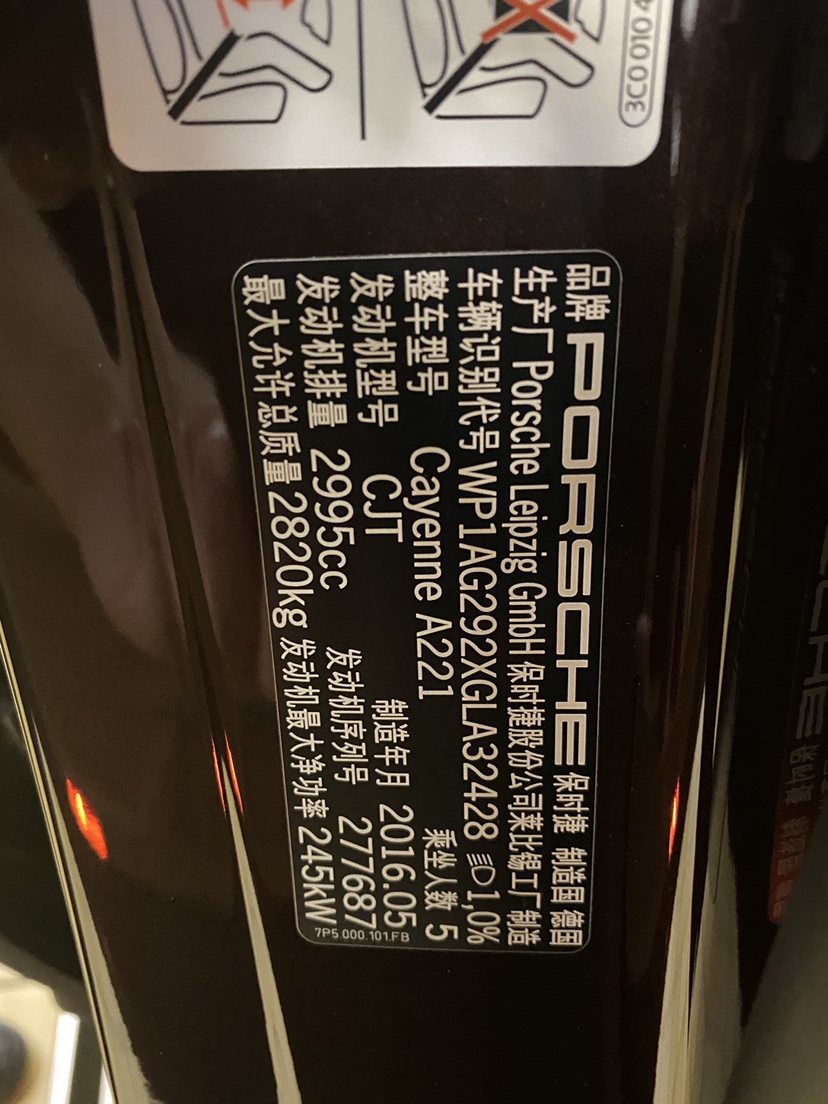 3C0 010 4
品牌 PORSCHE 保时捷 制造国 德国
生产厂 Porsche Leipzig GmbH 保时捷股份公司莱比锡工厂制造
车辆识别代号 WP1AG292XGLA32428 1,0%
整车型号 Cayenne A221 乘坐人数 5
发动机型号 CJT 制造年月 2016.05
发动机排量 2995cc 发动机序列号 277687
最大允许总质量 2820kg 发动机最大净功率 245kW
7P5.000.101.FB